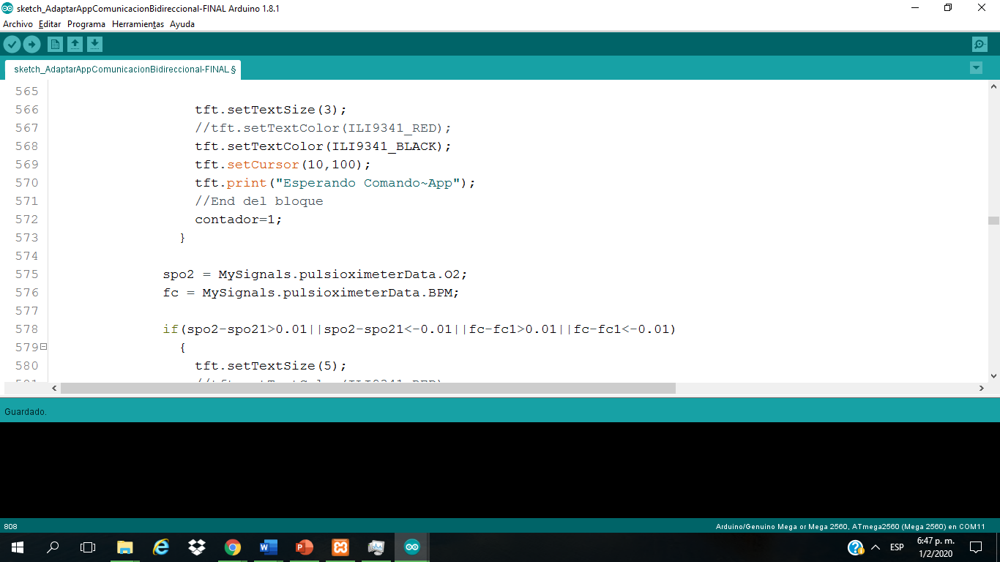 sketch_AdaptarAppComunicacionBidireccional-FINAL Arduino 1.8.1
Archivo Editar Programa Herramientas Ayuda
sketch_AdaptarAppComunicacionBidireccional-FINAL §
565
566 tft.setTextSize(3);
567 //tft.setTextColor(ILI9341_RED);
568 tft.setTextColor(ILI9341_BLACK);
569 tft.setCursor(10,100);
570 tft.print("Esperando Comando~App");
571 //End del bloque
572 contador=1;
573 }
574
575 spo2 = MySignals.pulsioximeterData.O2;
576 fc = MySignals.pulsioximeterData.BPM;
577
578 if(spo2-spo21>0.01||spo2-spo21<-0.01||fc-fc1>0.01||fc-fc1<-0.01)
579 {
580 tft.setTextSize(5);
Guardado.
808 Arduino/Genuino Mega or Mega 2560, ATmega2560 (Mega 2560) en COM11
ESP
6:47 p. m.
1/2/2020